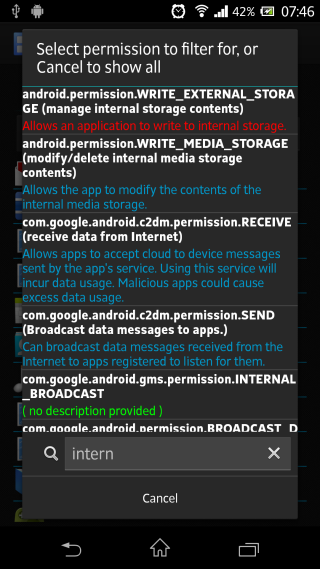 42% 07:46
Select permission to filter for, or
Cancel to show all
android.permission.WRITE_EXTERNAL_STORA
GE (manage internal storage contents)
Allows an application to write to internal storage.
android.permission.WRITE_MEDIA_STORAGE
(modify/delete internal media storage
contents)
Allows the app to modify the contents of the
internal media storage.
com.google.android.c2dm.permission.RECEIVE
(receive data from Internet)
Allows apps to accept cloud to device messages
sent by the app's service. Using this service will
incur data usage. Malicious apps could cause
excess data usage.
com.google.android.c2dm.permission.SEND
(Broadcast data messages to apps.)
Can broadcast data messages received from the
Internet to apps registered to listen for them.
com.google.android.gms.permission.INTERNAL
_BROADCAST
( no description provided )
com.google.android.gms.permission.BROADCAST_D
intern
Cancel